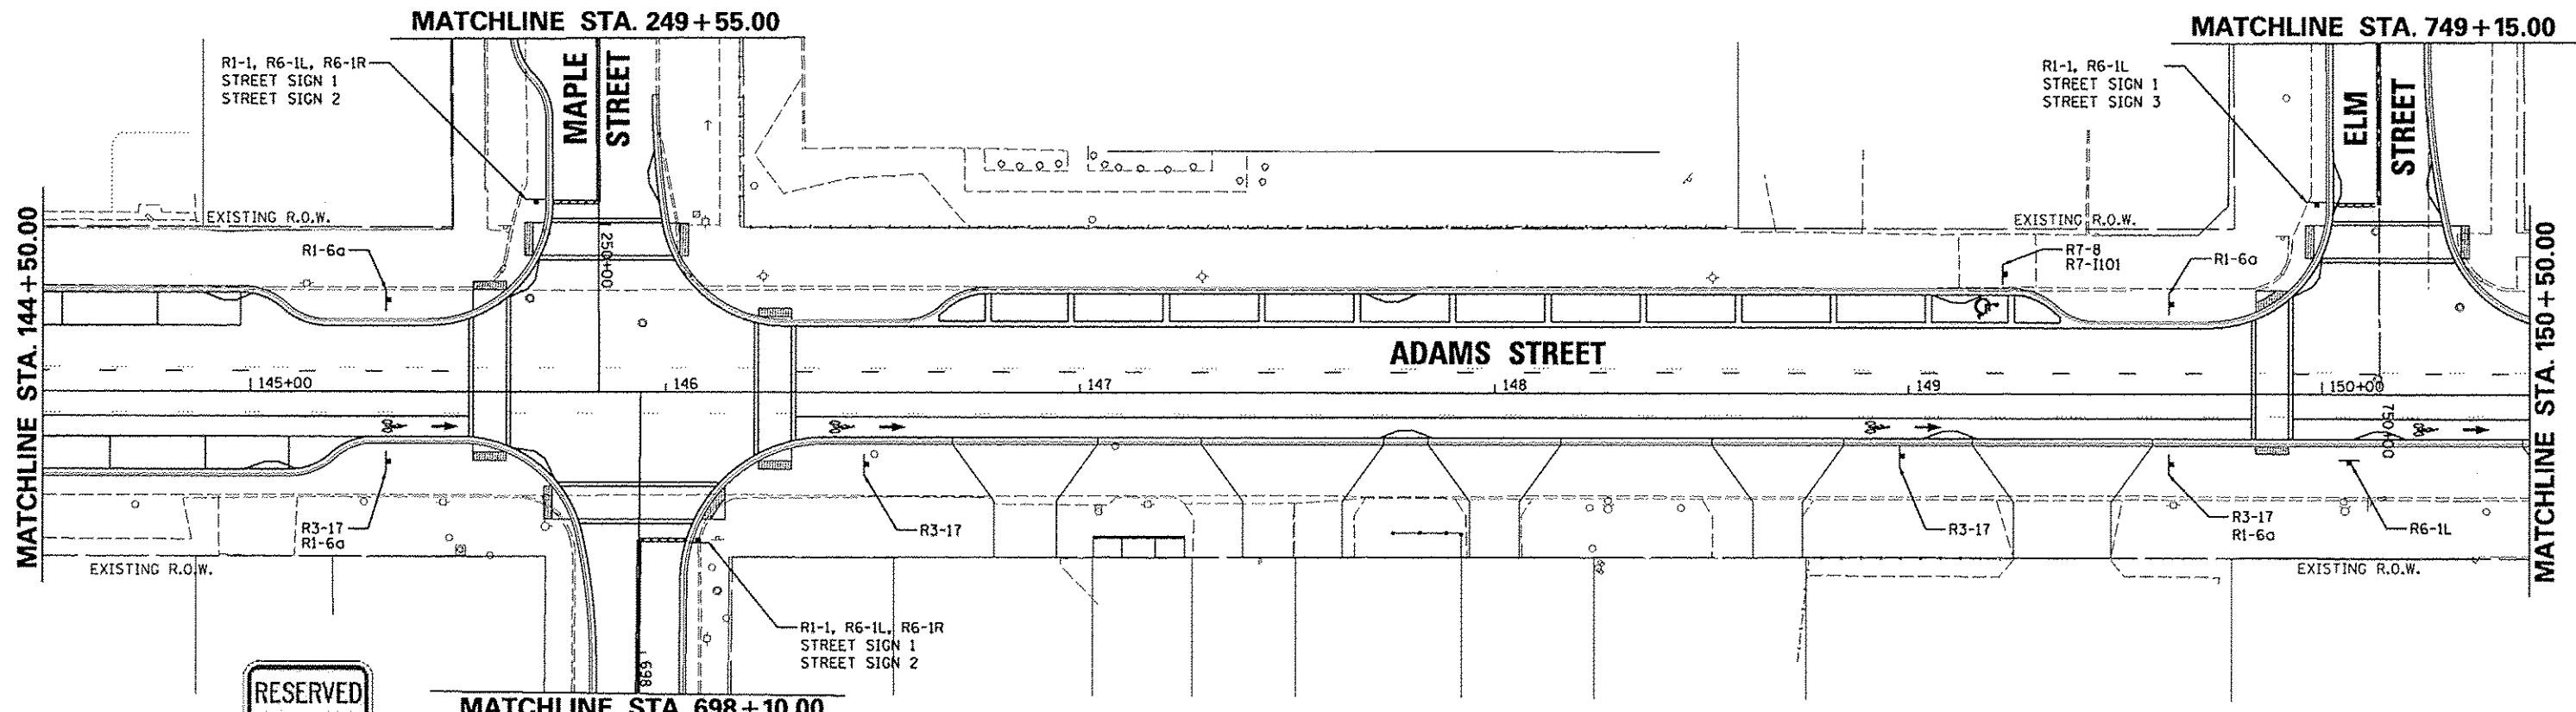 MATCHLINE STA. 249+55.00
MATCHLINE STA. 749+15.00
R1-1, R6-1L, R6-1R
STREET SIGN 1
STREET SIGN 2
MAPLE
STREET
R1-1, R6-1L
STREET SIGN 1
STREET SIGN 3
ELM
STREET
MATCHLINE STA. 144+50.00
EXISTING R.O.W.
R1-6a
250+00
EXISTING R.O.W.
R7-8
R7-I101
R1-6a
MATCHLINE STA. 150+50.00
ADAMS STREET
145+00
146
147
148
149
150+00
750+00
R3-17
R1-6a
R3-17
R3-17
R3-17
R1-6a
R6-1L
EXISTING R.O.W.
EXISTING R.O.W.
R1-1, R6-1L, R6-1R
STREET SIGN 1
STREET SIGN 2
698
RESERVED
MATCHLINE STA. 698+10.00